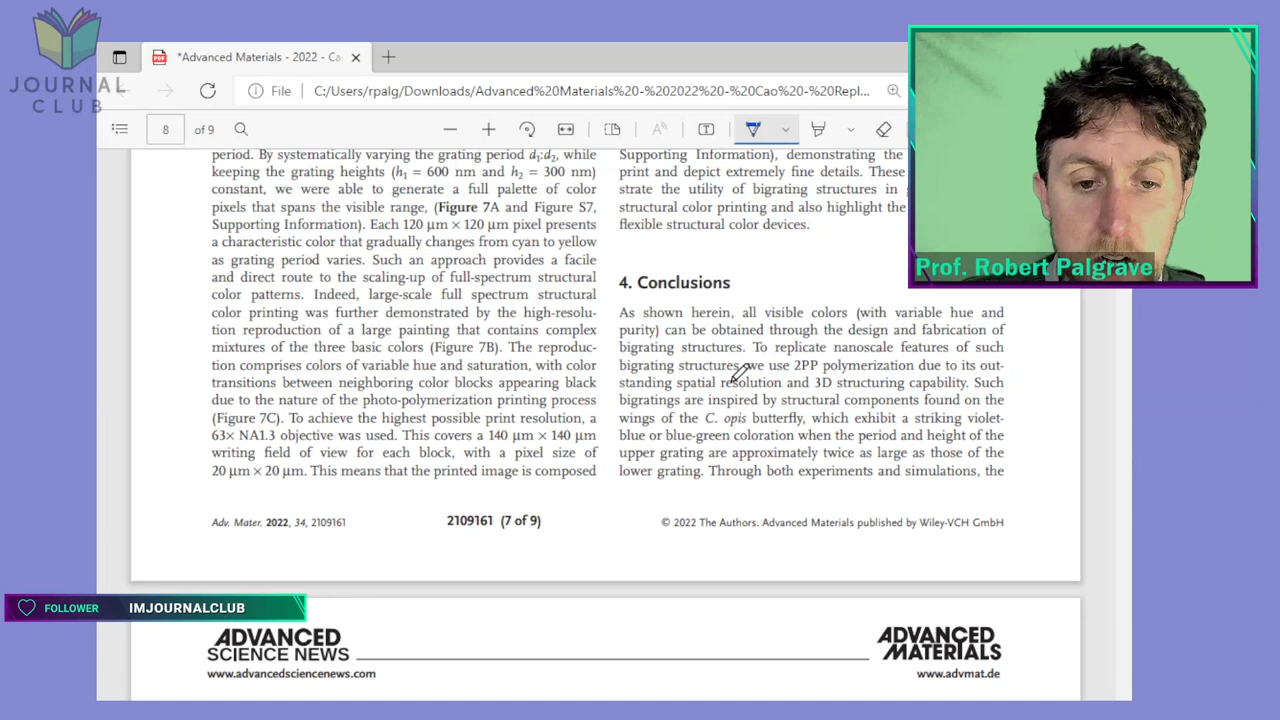 JOURNAL
CLUB
*Advanced Materials - 2022 - Ca
File
C:/Users/rpalg/Downloads/Advanced%20Materials%20-%202022%20-%20Cao%20-%20Repl...
8
of 9
Prof. Robert Palgrave
period. By systematically varying the grating period d1:d2, while
keeping the grating heights (h1 = 600 nm and h2 = 300 nm)
constant, we were able to generate a full palette of color
pixels that spans the visible range, (Figure 7A and Figure S7,
Supporting Information). Each 120 µm × 120 µm pixel presents
a characteristic color that gradually changes from cyan to yellow
as grating period varies. Such an approach provides a facile
and direct route to the scaling-up of full-spectrum structural
color patterns. Indeed, large-scale full spectrum structural
color printing was further demonstrated by the high-resolu-
tion reproduction of a large painting that contains complex
mixtures of the three basic colors (Figure 7B). The reproduc-
tion comprises colors of variable hue and saturation, with color
transitions between neighboring color blocks appearing black
due to the nature of the photo-polymerization printing process
(Figure 7C). To achieve the highest possible print resolution, a
63× NA1.3 objective was used. This covers a 140 µm × 140 µm
writing field of view for each block, with a pixel size of
20 µm × 20 µm. This means that the printed image is composed
Supporting Information), demonstrating the
print and depict extremely fine details. These
strate the utility of bigrating structures in
structural color printing and also highlight the
flexible structural color devices.
4. Conclusions
As shown herein, all visible colors (with variable hue and
purity) can be obtained through the design and fabrication of
bigrating structures. To replicate nanoscale features of such
bigrating structures we use 2PP polymerization due to its out-
standing spatial resolution and 3D structuring capability. Such
bigratings are inspired by structural components found on the
wings of the C. opis butterfly, which exhibit a striking violet-
blue or blue-green coloration when the period and height of the
upper grating are approximately twice as large as those of the
lower grating. Through both experiments and simulations, the
Adv. Mater. 2022, 34, 2109161
2109161 (7 of 9)
© 2022 The Authors. Advanced Materials published by Wiley-VCH GmbH
FOLLOWER IMJOURNALCLUB
ADVANCED
SCIENCE NEWS
www.advancedsciencenews.com
ADVANCED
MATERIALS
www.advmat.de